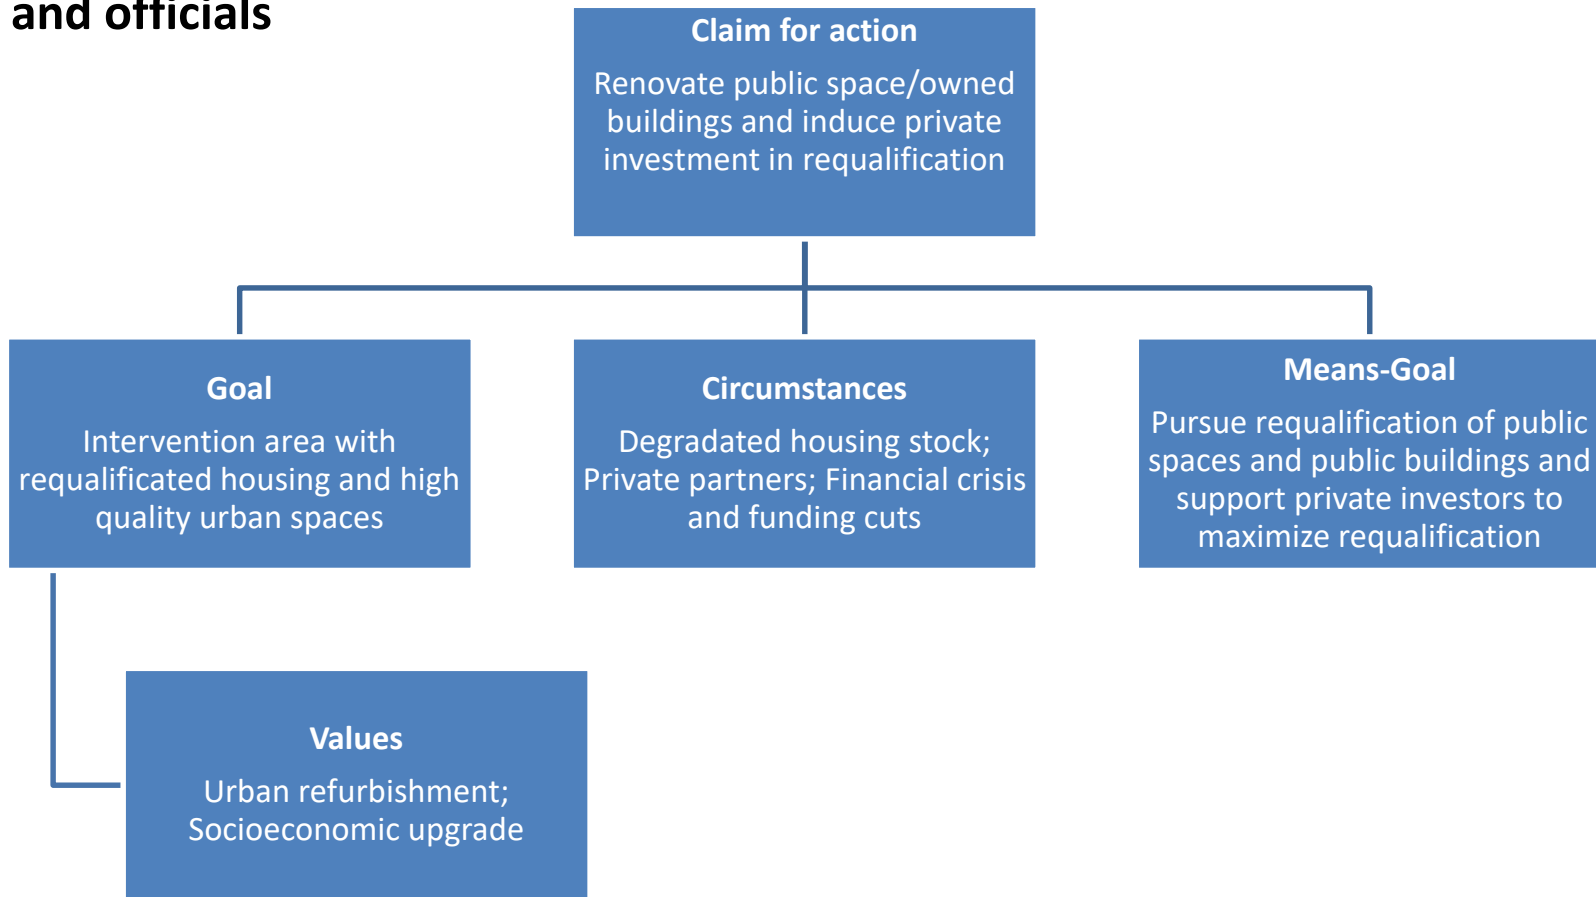 and officials
Claim for action
Renovate public space/owned
buildings and induce private
investment in requalification
Goal
Intervention area with
requalificated housing and high
quality urban spaces
Circumstances
Degradated housing stock;
Private partners; Financial crisis
and funding cuts
Means-Goal
Pursue requalification of public
spaces and public buildings and
support private investors to
maximize requalification
Values
Urban refurbishment;
Socioeconomic upgrade